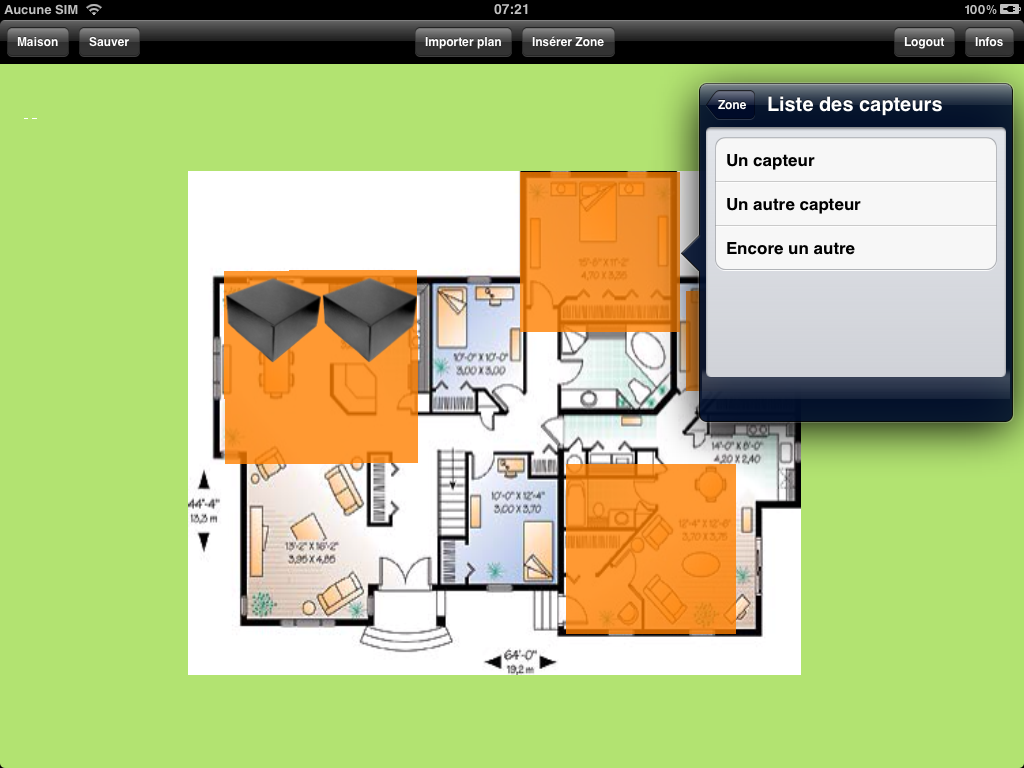 Aucune SIM 07:21 100%
Maison Sauver Importer plan Insérer Zone Logout Infos
--
Zone Liste des capteurs
Un capteur
Un autre capteur
Encore un autre
15'-6" X 11'-2"
4,70 X 3,35
10'-0" X 10'-0"
3,00 X 3,00
14'-0" X 8'-0"
4,20 X 2,40
44'-4"
13,3 m
10'-0" X 12'-4"
3,00 X 3,70
12'-4" X 12'-6"
3,70 X 3,75
13'-2" X 16'-2"
3,95 X 4,85
64'-0"
19,2 m